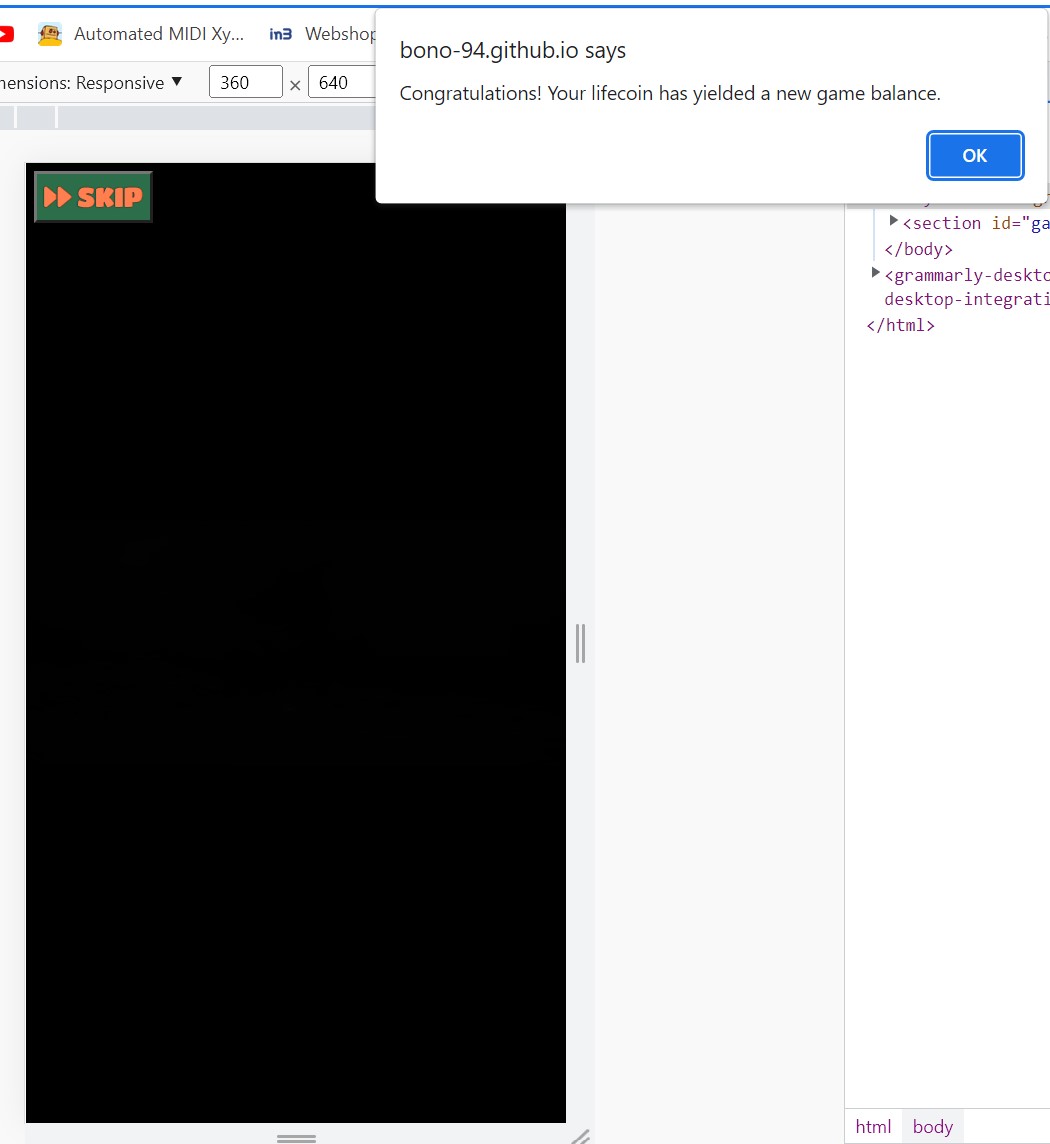 Automated MIDI Xy...
in3 Webshop
bono-94.github.io says
Congratulations! Your lifecoin has yielded a new game balance.
OK
mensions: Responsive ▼ 360 × 640
SKIP
▶<section id="ga
</body>
▶<grammarly-deskto
desktop-integrati
</html>
html body